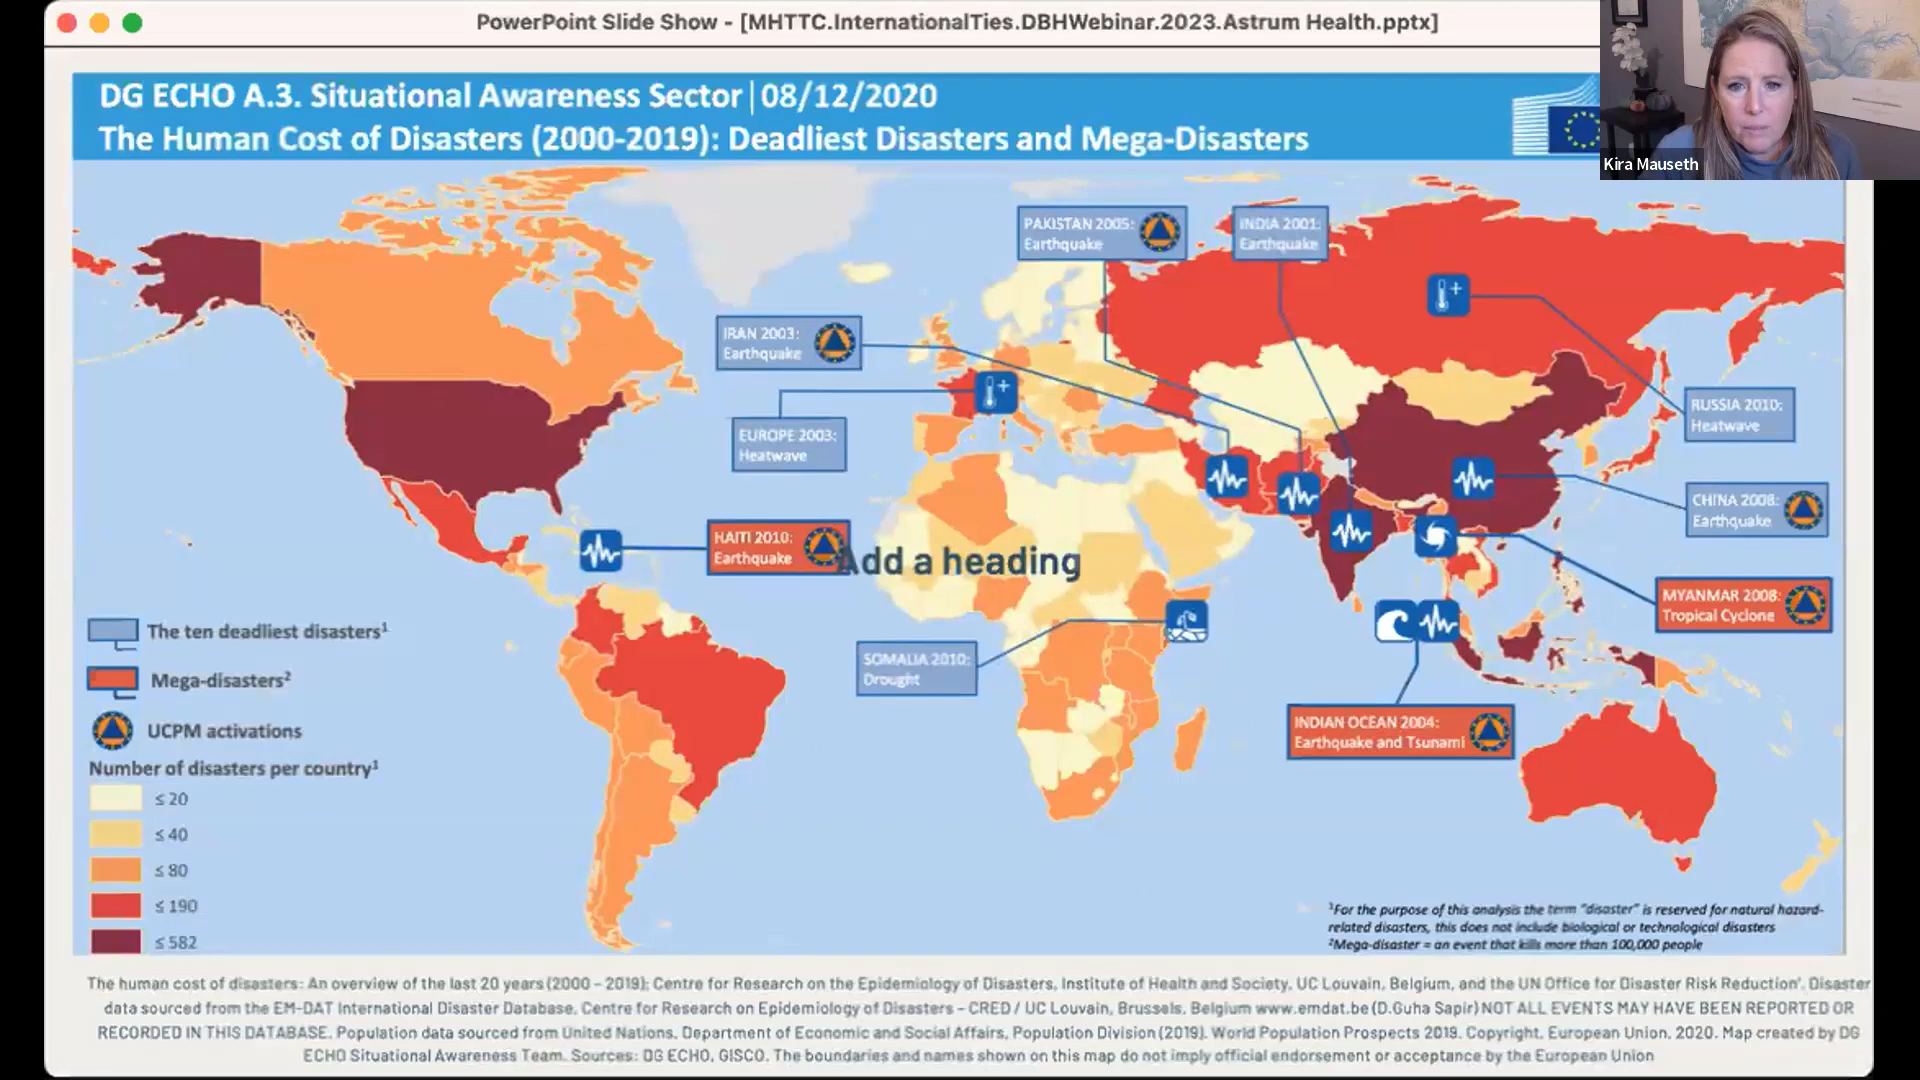 PowerPoint Slide Show - [MHTTC.InternationalTies.DBHWebinar.2023.Astrum Health.pptx]
Kira Mauseth
DG ECHO A.3. Situational Awareness Sector | 08/12/2020
The Human Cost of Disasters (2000-2019): Deadliest Disasters and Mega-Disasters
PAKISTAN 2005:
Earthquake
INDIA 2001:
Earthquake
IRAN 2003:
Earthquake
EUROPE 2003:
Heatwave
RUSSIA 2010:
Heatwave
CHINA 2008:
Earthquake
HAITI 2010:
Earthquake
Add a heading
MYANMAR 2008:
Tropical Cyclone
SOMALIA 2010:
Drought
INDIAN OCEAN 2004:
Earthquake and Tsunami
The ten deadliest disasters¹
Mega-disasters²
UCPM activations
Number of disasters per country¹
≤ 20
≤ 40
≤ 80
≤ 190
≤ 582
¹For the purpose of this analysis the term "disaster" is reserved for natural hazard-
related disasters, this does not include biological or technological disasters
²Mega-disaster = an event that kills more than 100,000 people
The human cost of disasters: An overview of the last 20 years (2000 – 2019); Centre for Research on the Epidemiology of Disasters, Institute of Health and Society, UC Louvain, Belgium, and the UN Office for Disaster Risk Reduction'. Disaster
data sourced from the EM-DAT International Disaster Database, Centre for Research on Epidemiology of Disasters – CRED / UC Louvain, Brussels, Belgium www.emdat.be (D.Guha Sapir) NOT ALL EVENTS MAY HAVE BEEN REPORTED OR
RECORDED IN THIS DATABASE. Population data sourced from United Nations, Department of Economic and Social Affairs, Population Division (2019). World Population Prospects 2019. Copyright, European Union, 2020. Map created by DG
ECHO Situational Awareness Team. Sources: DG ECHO, GISCO. The boundaries and names shown on this map do not imply official endorsement or acceptance by the European Union